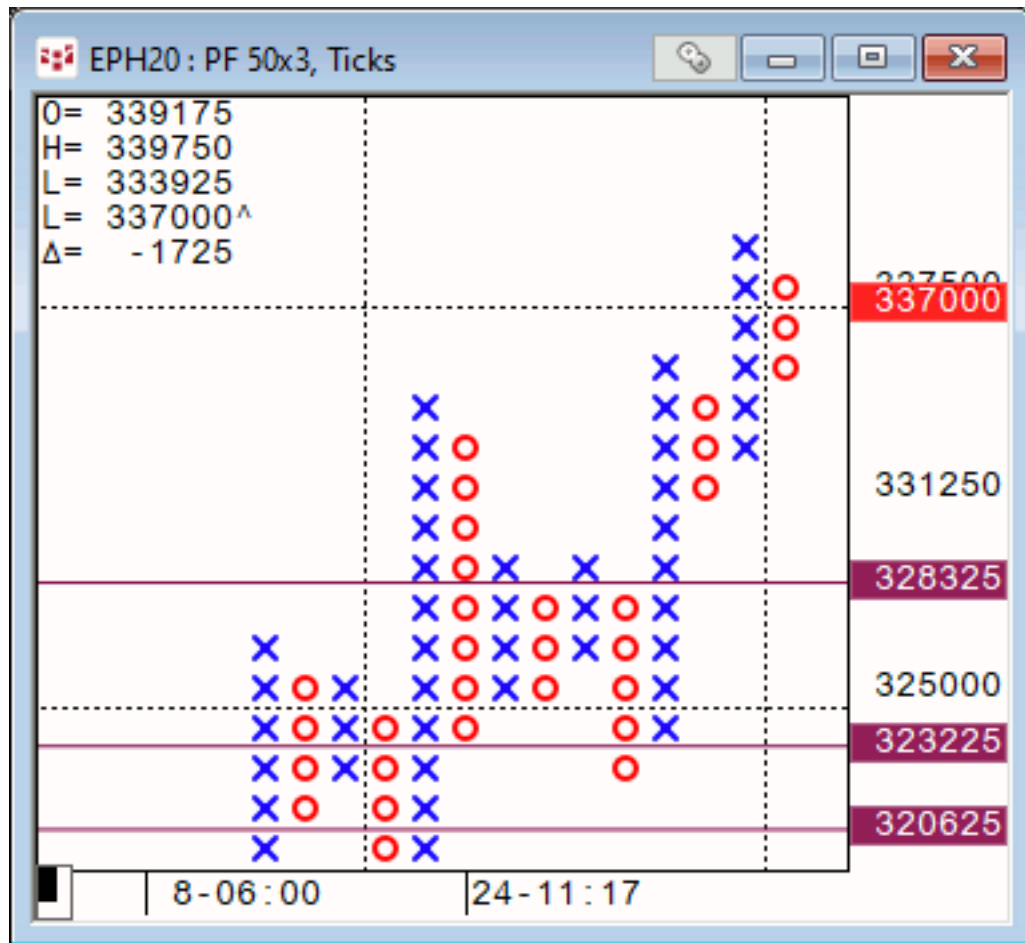 EPH20 : PF 50x3, Ticks
O= 339175
H= 339750
L= 333925
L= 337000^
Δ= -1725
337500
337000
331250
328325
325000
323225
320625
8-06:00
24-11:17